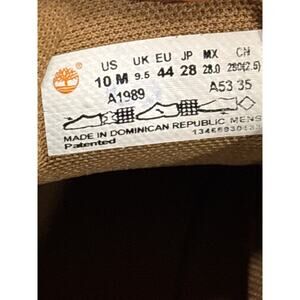 US UK EU JP MX CN
10 M 9.5 44 28 28.0 280(2.5)
A1989 A53 35
MADE IN DOMINICAN REPUBLIC MENS
Patented